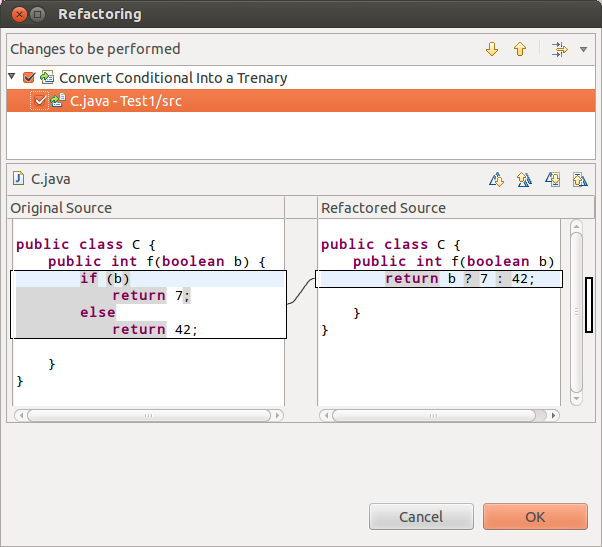 Refactoring
Changes to be performed
Convert Conditional Into a Trenary
C.java - Test1/src
C.java
Original Source
Refactored Source
public class C {
public int f(boolean b) {
if (b)
return 7;
else
return 42;
}
}
public class C {
public int f(boolean b)
return b ? 7 : 42;
}
}
Cancel
OK